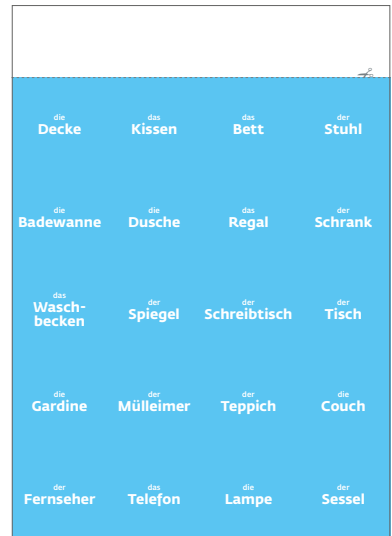 die
Decke
das
Kissen
das
Bett
der
Stuhl
die
Badewanne
die
Dusche
das
Regal
der
Schrank
das
Wasch-
becken
der
Spiegel
der
Schreibtisch
der
Tisch
die
Gardine
der
Mülleimer
der
Teppich
die
Couch
der
Fernseher
das
Telefon
die
Lampe
der
Sessel